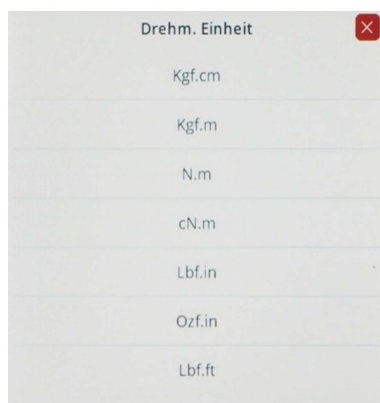 Drehm. Einheit
Kgf.cm
Kgf.m
N.m
cN.m
Lbf.in
Ozf.in
Lbf.ft